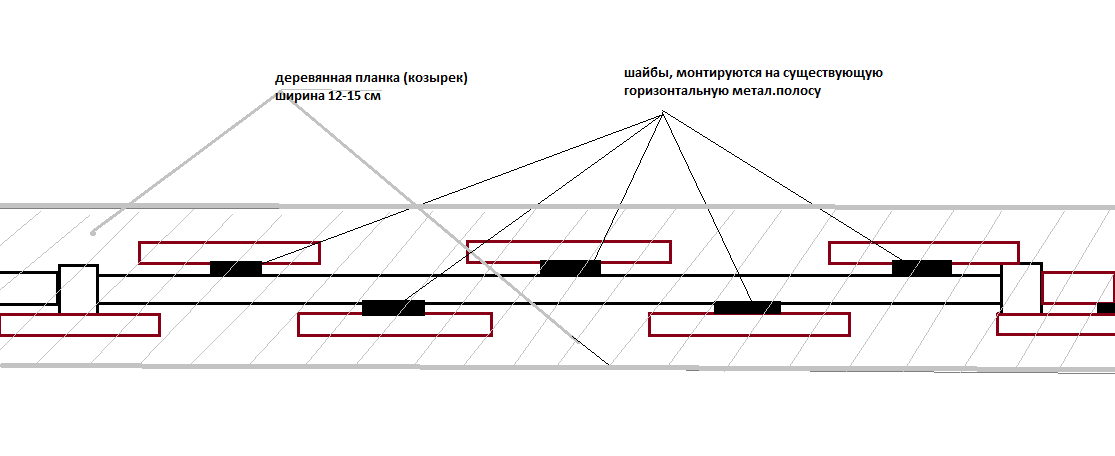 деревянная планка (козырек)
ширина 12-15 см
шайбы, монтируются на существующую
горизонтальную метал.полосу